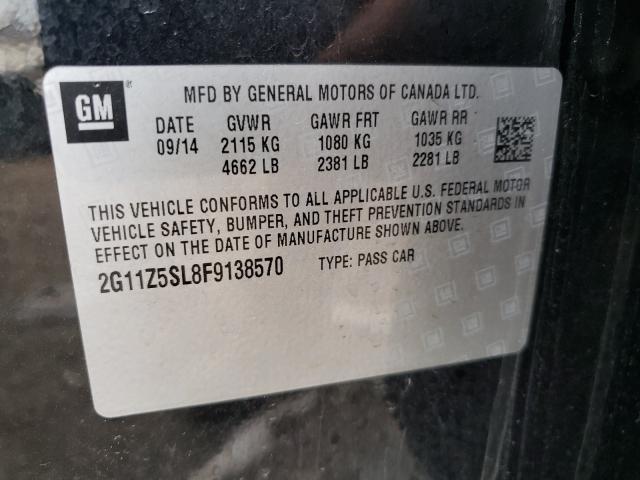 GM
MFD BY GENERAL MOTORS OF CANADA LTD.
DATE GVWR GAWR FRT GAWR RR
09/14 2115 KG 1080 KG 1035 KG
4662 LB 2381 LB 2281 LB
THIS VEHICLE CONFORMS TO ALL APPLICABLE U.S. FEDERAL MOTOR
VEHICLE SAFETY, BUMPER, AND THEFT PREVENTION STANDARDS IN
EFFECT ON THE DATE OF MANUFACTURE SHOWN ABOVE.
2G11Z5SL8F9138570 TYPE: PASS CAR